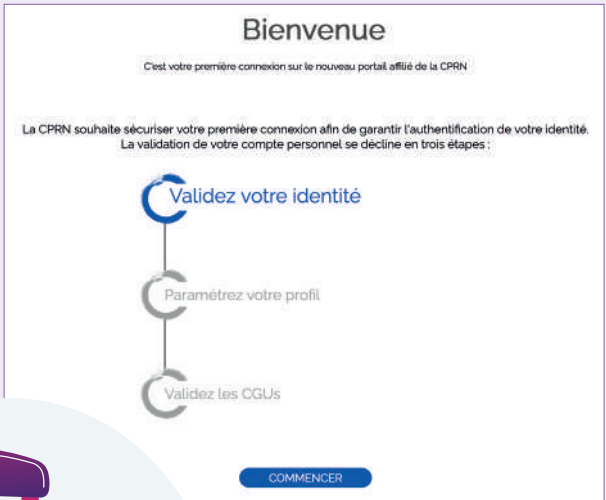 Bienvenue
C'est votre première connexion sur le nouveau portail affilié de la CPRN
La CPRN souhaite sécuriser votre première connexion afin de garantir l'authentification de votre identité.
La validation de votre compte personnel se décline en trois étapes :
Validez votre identité
Paramétrez votre profil
Validez les CGUs
COMMENCER